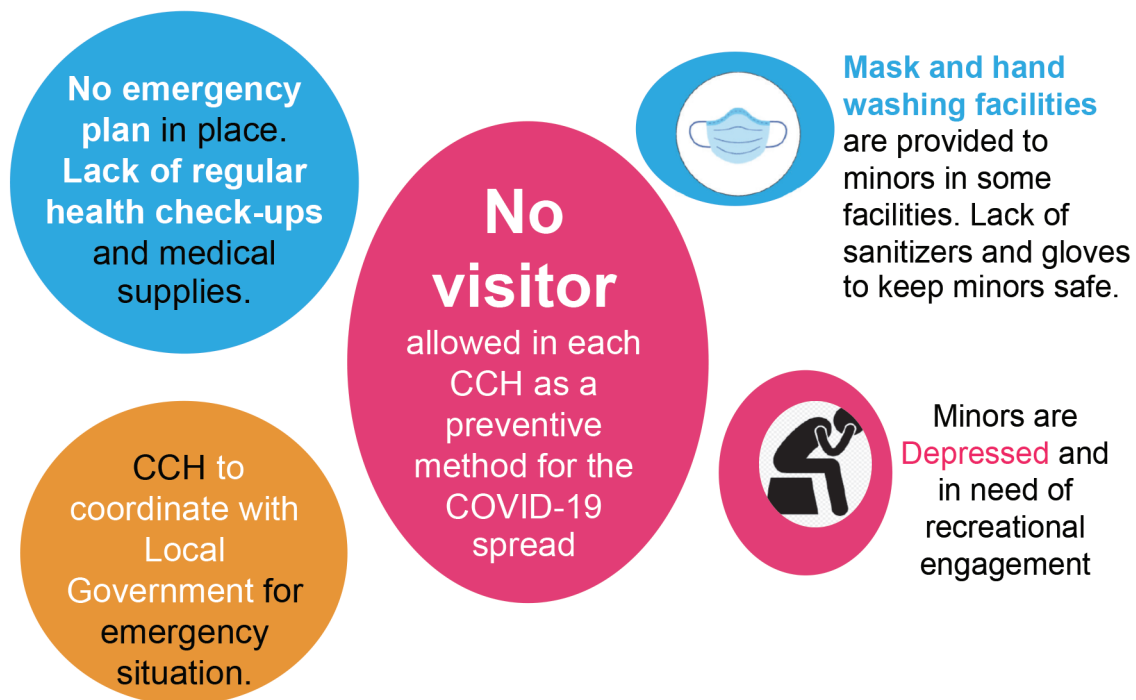 No emergency
plan in place.
Lack of regular
health check-ups
and medical
supplies.
CCH to
coordinate with
Local
Government for
emergency
situation.
No
visitor
allowed in each
CCH as a
preventive
method for the
COVID-19
spread
Mask and hand
washing facilities
are provided to
minors in some
facilities. Lack of
sanitizers and gloves
to keep minors safe.
Minors are
Depressed and
in need of
recreational
engagement